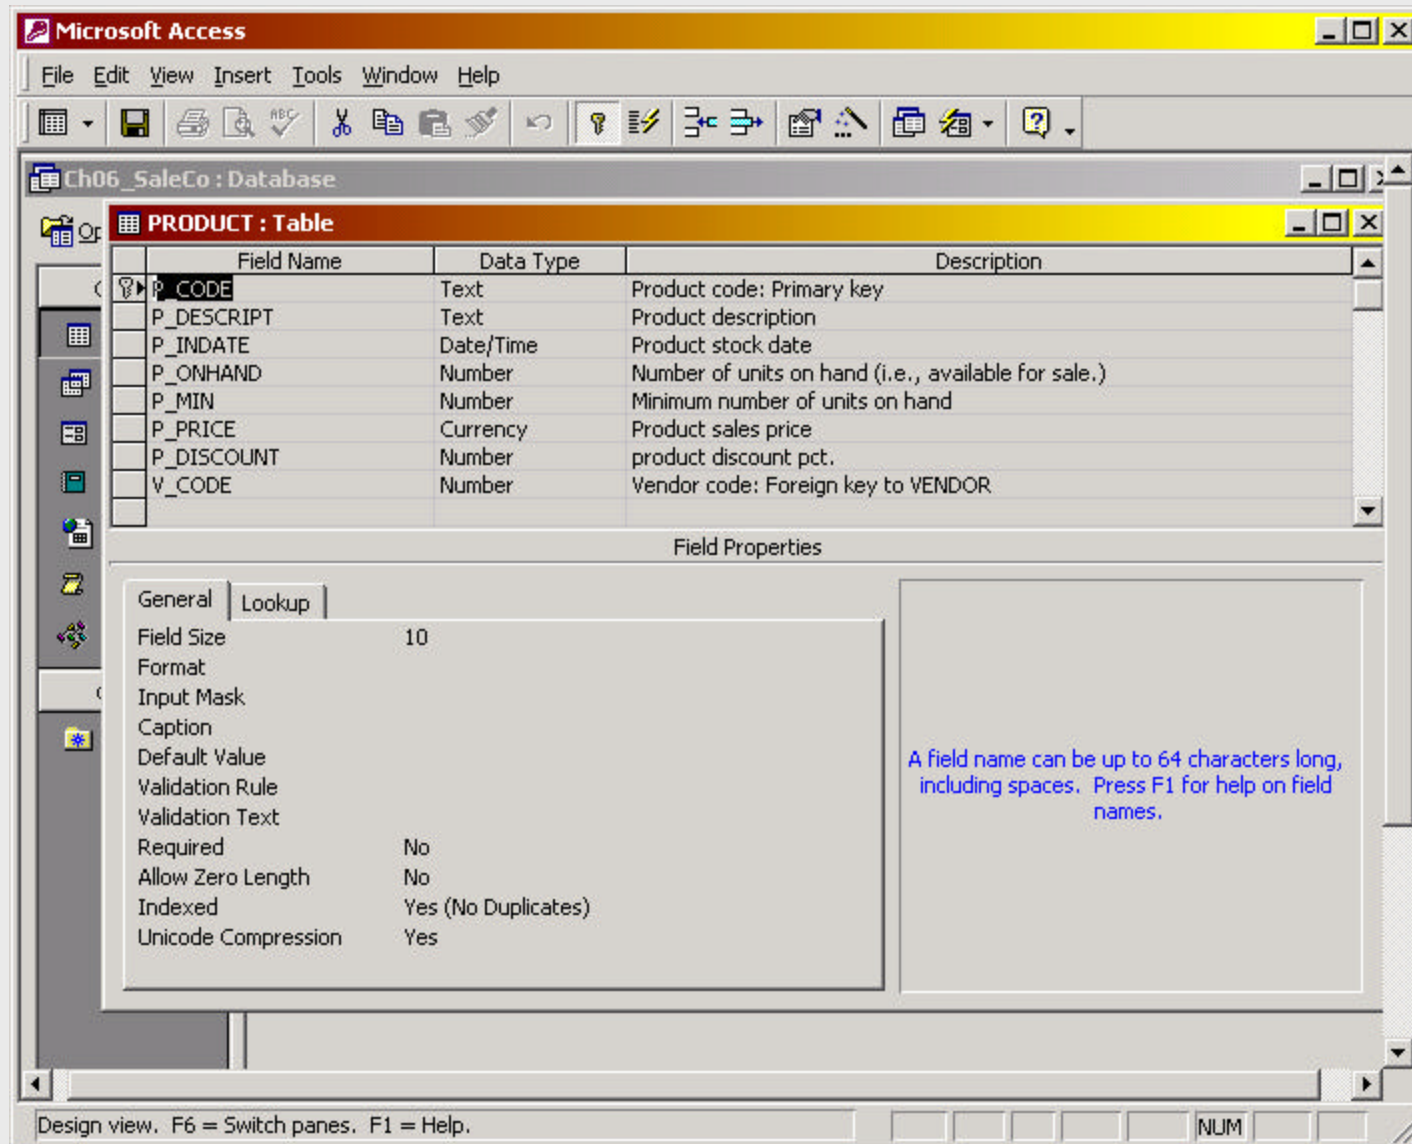 Microsoft Access
File Edit View Insert Tools Window Help
ABC
Ch06_SaleCo : Database
Op
PRODUCT : Table
Field Name Data Type Description
P_CODE Text Product code: Primary key
P_DESCRIPT Text Product description
P_INDATE Date/Time Product stock date
P_ONHAND Number Number of units on hand (i.e., available for sale.)
P_MIN Number Minimum number of units on hand
P_PRICE Currency Product sales price
P_DISCOUNT Number product discount pct.
V_CODE Number Vendor code: Foreign key to VENDOR
Field Properties
General Lookup
Field Size 10
Format
Input Mask
Caption
Default Value
Validation Rule
Validation Text
Required No
Allow Zero Length No
Indexed Yes (No Duplicates)
Unicode Compression Yes
A field name can be up to 64 characters long,
including spaces. Press F1 for help on field
names.
Design view. F6 = Switch panes. F1 = Help.
NUM